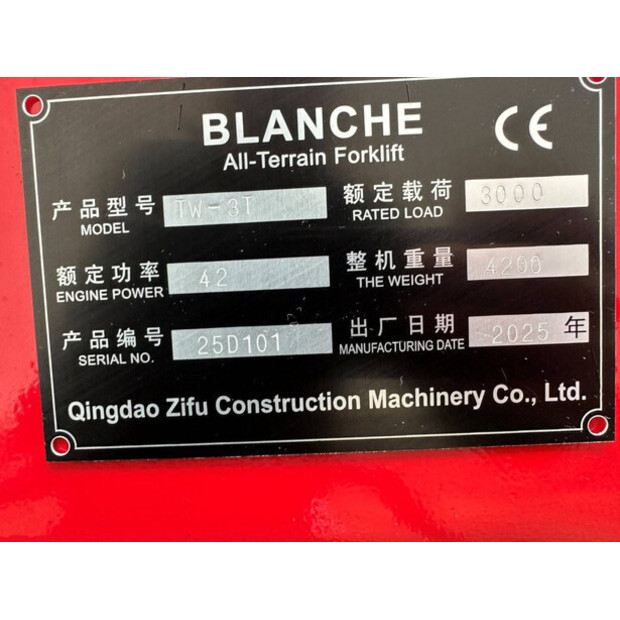 BLANCHE
CE
All-Terrain Forklift
产品型号 TW-3T 额定载荷 3000
MODEL RATED LOAD
额定功率 42 整机重量 4200
ENGINE POWER THE WEIGHT
产品编号 25D101 出厂日期 2025 年
SERIAL NO. MANUFACTURING DATE
Qingdao Zifu Construction Machinery Co., Ltd.